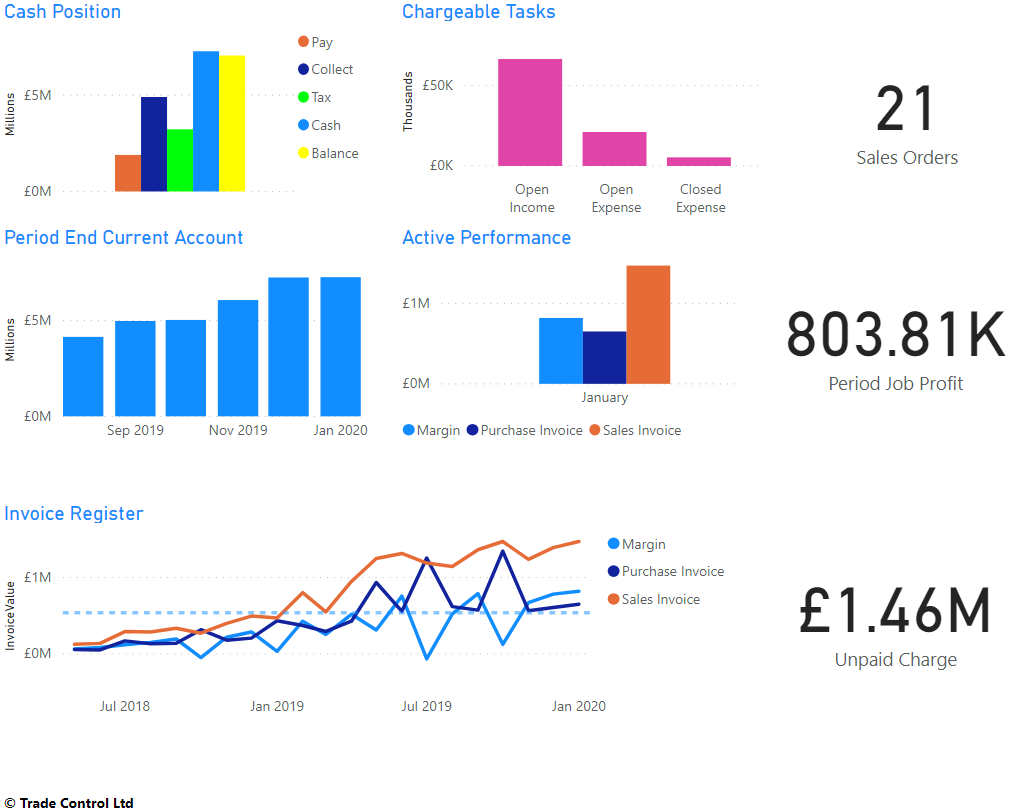 Cash Position
Millions
£5M
£0M
Pay
Collect
Tax
Cash
Balance
Chargeable Tasks
Thousands
£50K
£0K
Open Income
Open Expense
Closed Expense
21
Sales Orders
Period End Current Account
Millions
£5M
£0M
Sep 2019
Nov 2019
Jan 2020
Active Performance
£1M
£0M
January
Margin
Purchase Invoice
Sales Invoice
803.81K
Period Job Profit
Invoice Register
InvoiceValue
£1M
£0M
Jul 2018
Jan 2019
Jul 2019
Jan 2020
Margin
Purchase Invoice
Sales Invoice
£1.46M
Unpaid Charge
© Trade Control Ltd